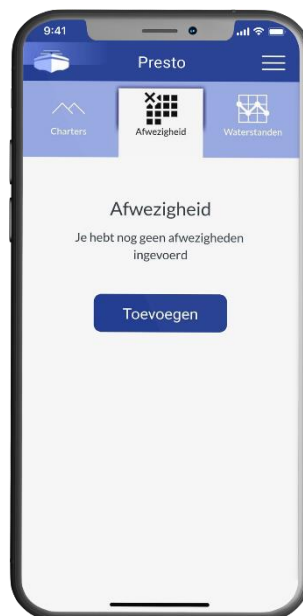 9:41
Presto
Charters
Afwezigheid
Waterstanden
Afwezigheid
Je hebt nog geen afwezigheden
ingevoerd
Toevoegen